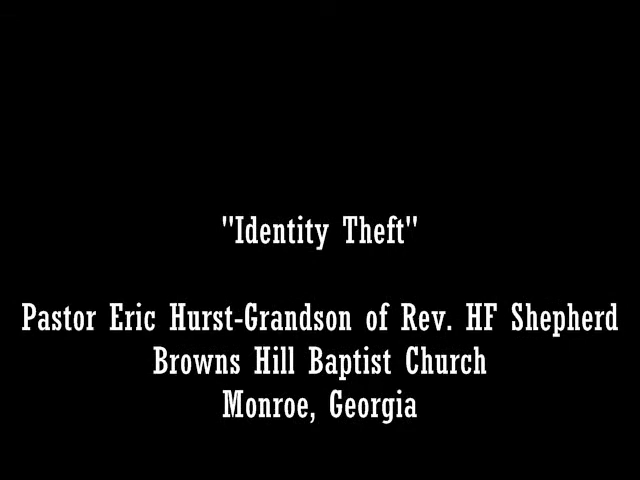 "Identity Theft"
Pastor Eric Hurst-Grandson of Rev. HF Shepherd
Browns Hill Baptist Church
Monroe, Georgia